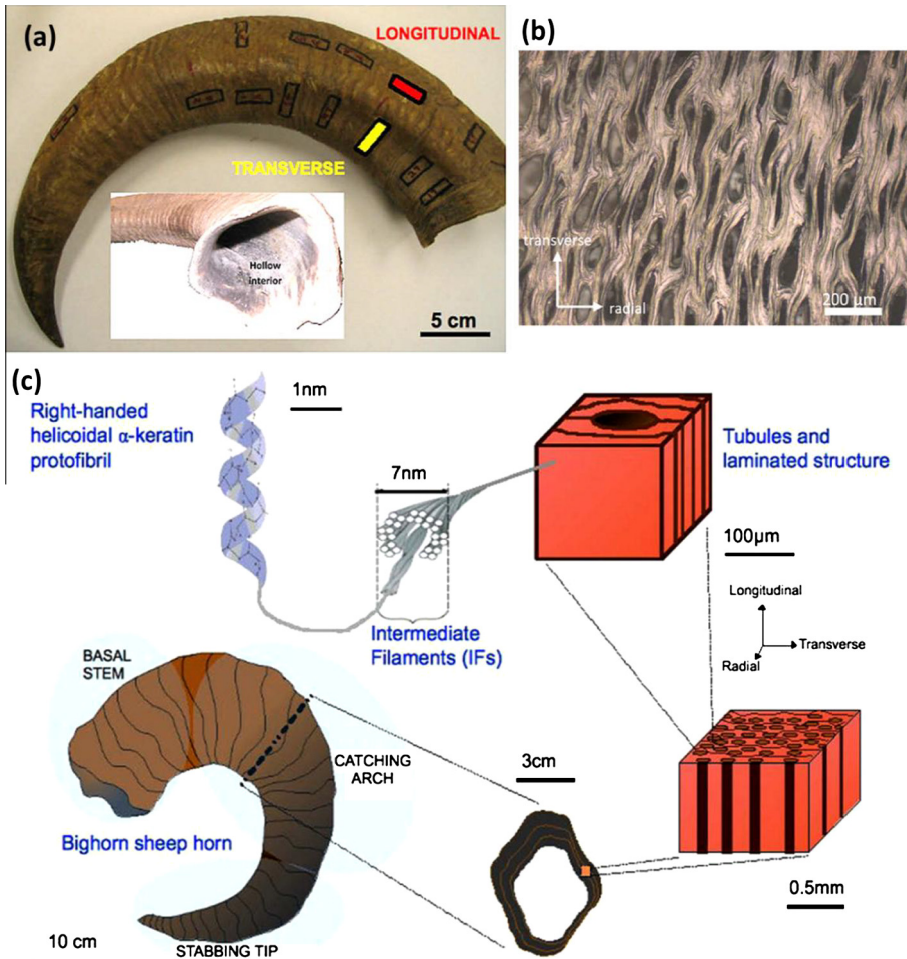 (a)
LONGITUDINAL
TRANSVERSE
Hollow
interior
5 cm
(b)
transverse
radial
200 μm
(c)
Right-handed
helicoidal α-keratin
protofibril
1nm
7nm
Intermediate
Filaments (IFs)
Tubules and
laminated structure
100μm
Longitudinal
Transverse
Radial
BASAL
STEM
CATCHING
ARCH
Bighorn sheep horn
10 cm
STABBING TIP
3cm
0.5mm